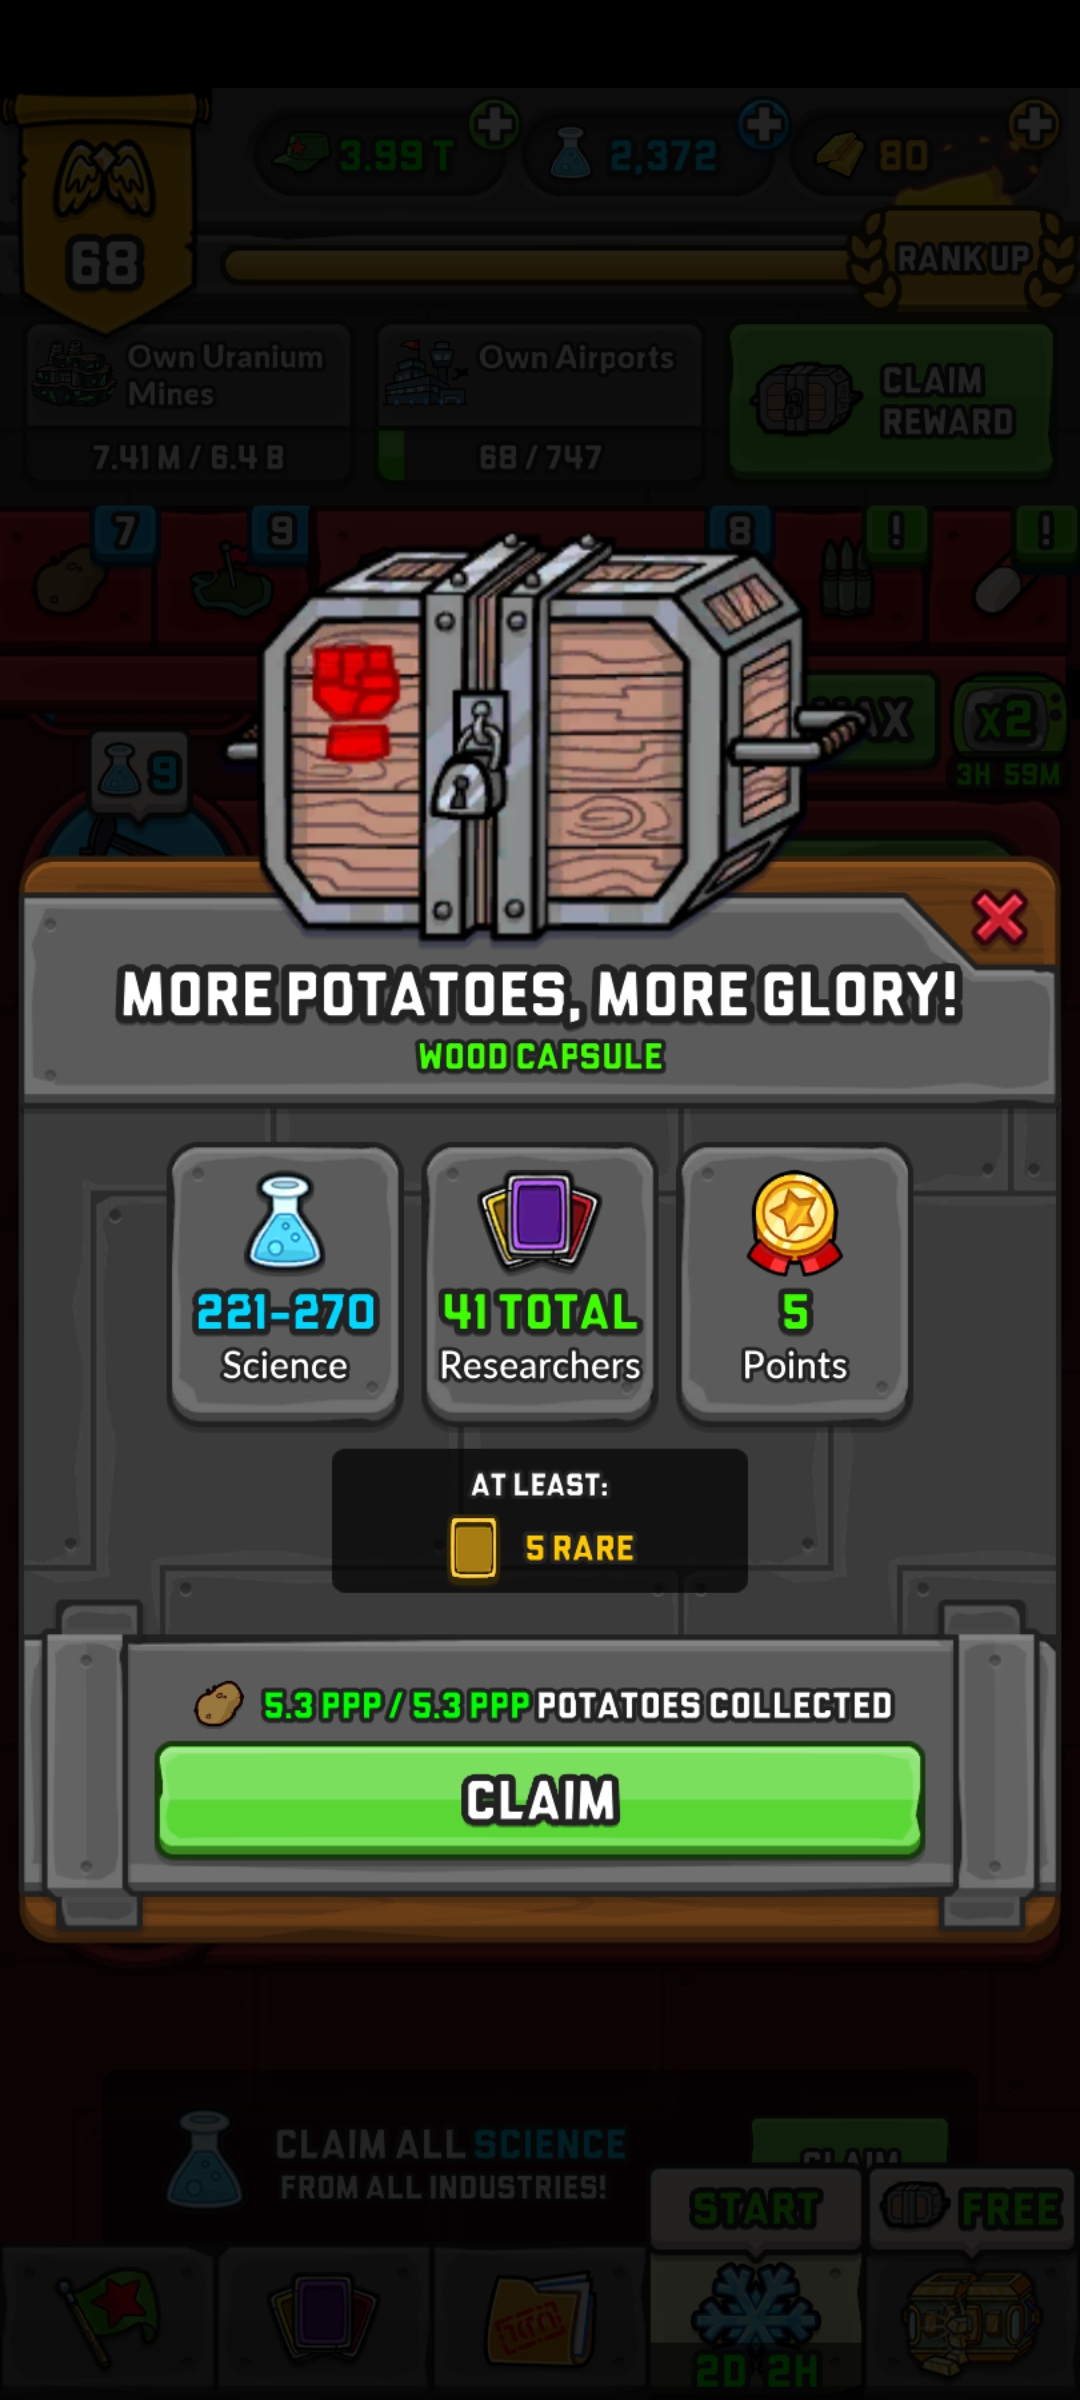 3.99 T
2,372
80
68
RANK UP
Own Uranium
Mines
7.41 M / 6.4 B
Own Airports
68 / 747
CLAIM
REWARD
7
9
8
!
!
9
AX
x2
3H 59M
MORE POTATOES, MORE GLORY!
WOOD CAPSULE
221-270
Science
41 TOTAL
Researchers
5
Points
AT LEAST:
5 RARE
5.3 PPP / 5.3 PPP POTATOES COLLECTED
CLAIM
CLAIM ALL SCIENCE
FROM ALL INDUSTRIES!
CLAIM
START
FREE
2D 2H